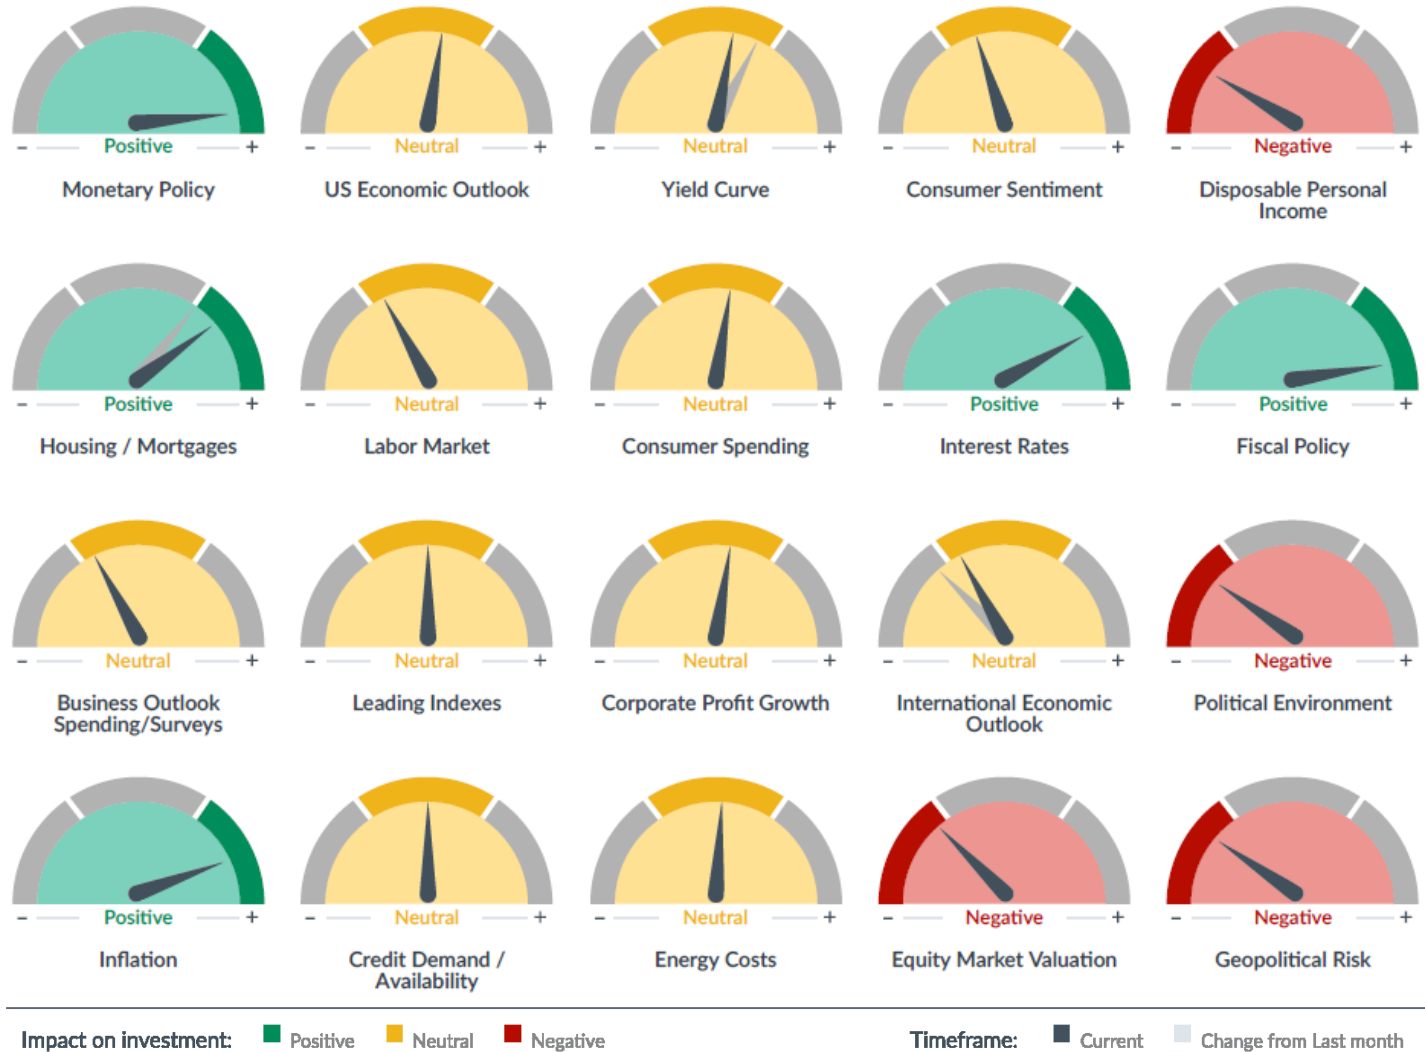 - Positive +
- Neutral +
- Neutral +
- Neutral +
- Negative +
Monetary Policy
US Economic Outlook
Yield Curve
Consumer Sentiment
Disposable Personal
Income
- Positive +
- Neutral +
- Neutral +
- Positive +
- Positive +
Housing / Mortgages
Labor Market
Consumer Spending
Interest Rates
Fiscal Policy
- Neutral +
- Neutral +
- Neutral +
- Neutral +
- Negative +
Business Outlook
Spending/Surveys
Leading Indexes
Corporate Profit Growth
International Economic
Outlook
Political Environment
- Positive +
- Neutral +
- Neutral +
- Negative +
- Negative +
Inflation
Credit Demand /
Availability
Energy Costs
Equity Market Valuation
Geopolitical Risk
Impact on investment: Positive Neutral Negative
Timeframe: Current Change from Last month